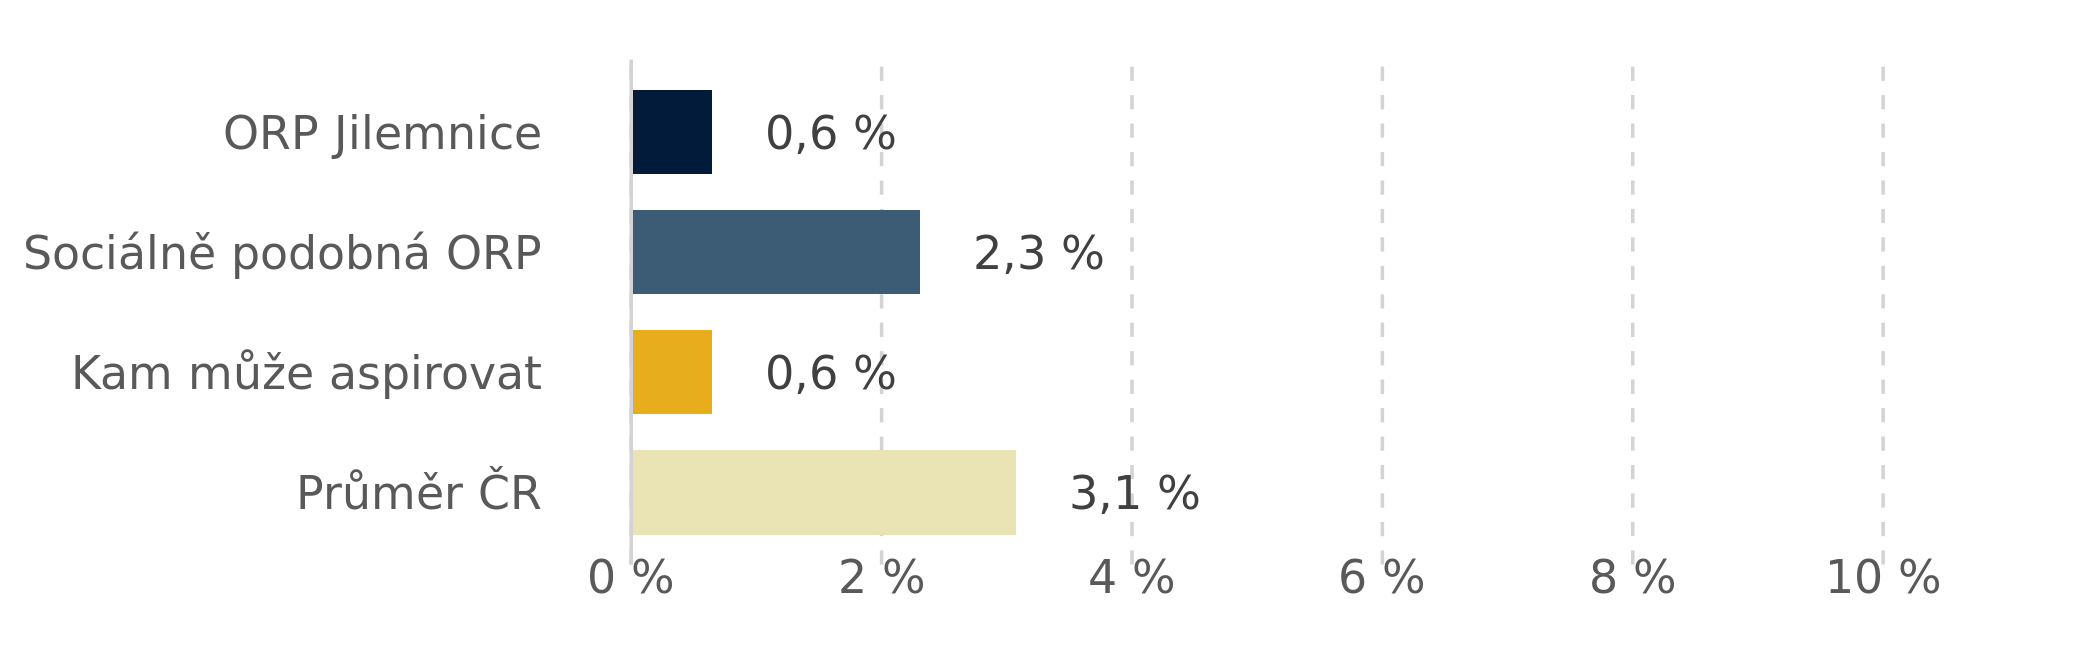 ORP Jilemnice 0,6 %
Sociálně podobná ORP 2,3 %
Kam může aspirovat 0,6 %
Průměr ČR 3,1 %
0 % 2 % 4 % 6 % 8 % 10 %